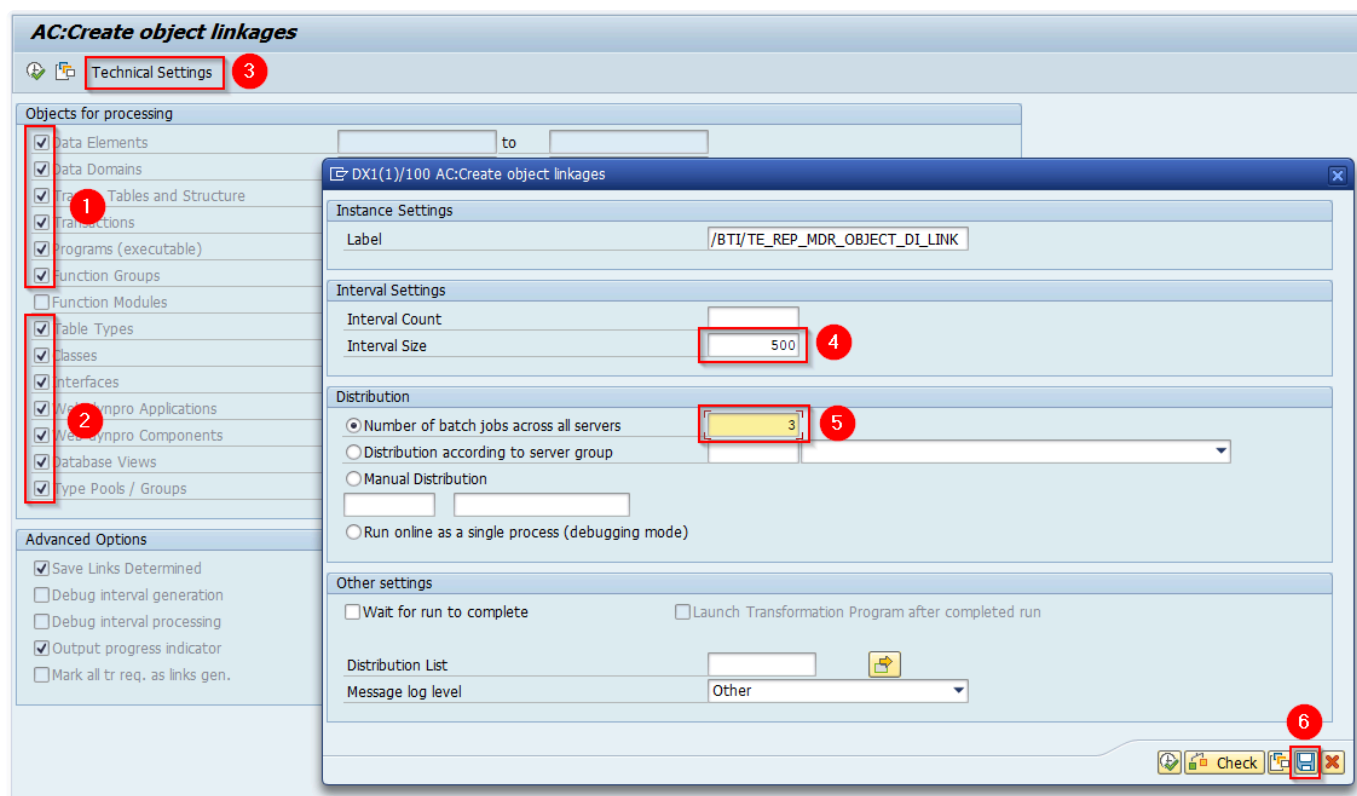 AC:Create object linkages
Technical Settings 3
Objects for processing
Data Elements to
Data Domains
Tables and Structure
1
Transactions
Programs (executable)
Function Groups
Function Modules
Table Types
Classes
Interfaces
Web Dynpro Applications
2
Web Dynpro Components
Database Views
Type Pools / Groups
Advanced Options
Save Links Determined
Debug interval generation
Debug interval processing
Output progress indicator
Mark all tr req. as links gen.
DX1(1)/100 AC:Create object linkages
Instance Settings
Label /BTI/TE_REP_MDR_OBJECT_DI_LINK
Interval Settings
Interval Count
Interval Size 500 4
Distribution
Number of batch jobs across all servers 3 5
Distribution according to server group
Manual Distribution
Run online as a single process (debugging mode)
Other settings
Wait for run to complete Launch Transformation Program after completed run
Distribution List
Message log level Other
6
Check